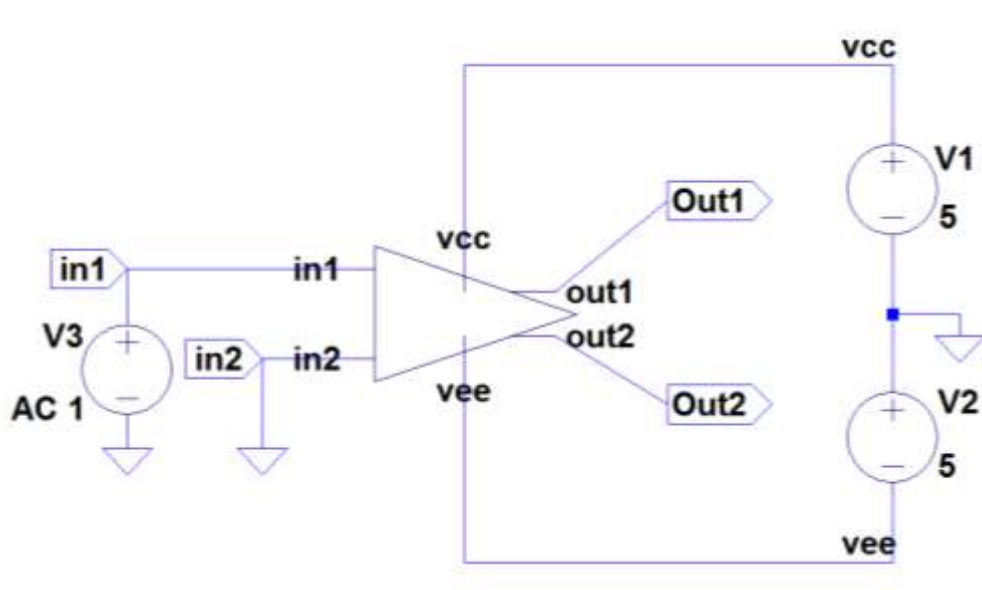 vcc
V1
5
Out1
vcc
in1
in1
out1
V3
in2
in2
out2
vee
AC 1
Out2
V2
5
vee